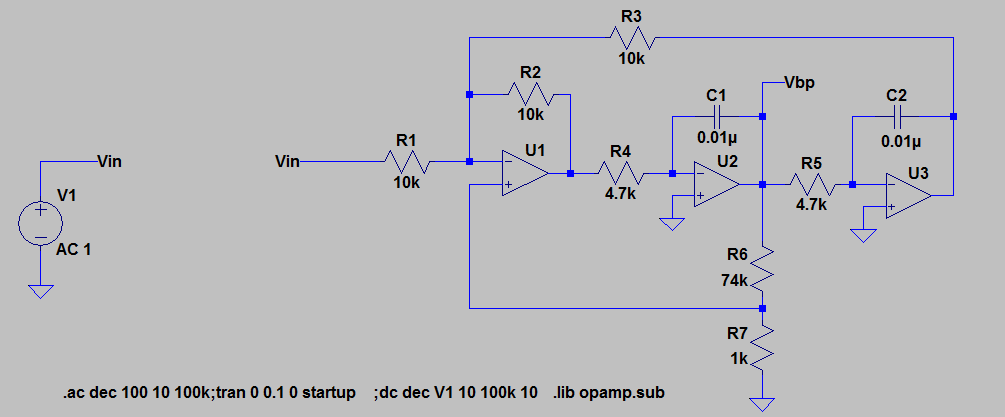 R3
10k
R2
10k
R1
10k
Vin
Vin
V1
AC 1
U1
R4
4.7k
C1
0.01µ
U2
Vbp
R5
4.7k
C2
0.01µ
U3
R6
74k
R7
1k
.ac dec 100 10 100k;tran 0 0.1 0 startup ;dc dec V1 10 100k 10 .lib opamp.sub